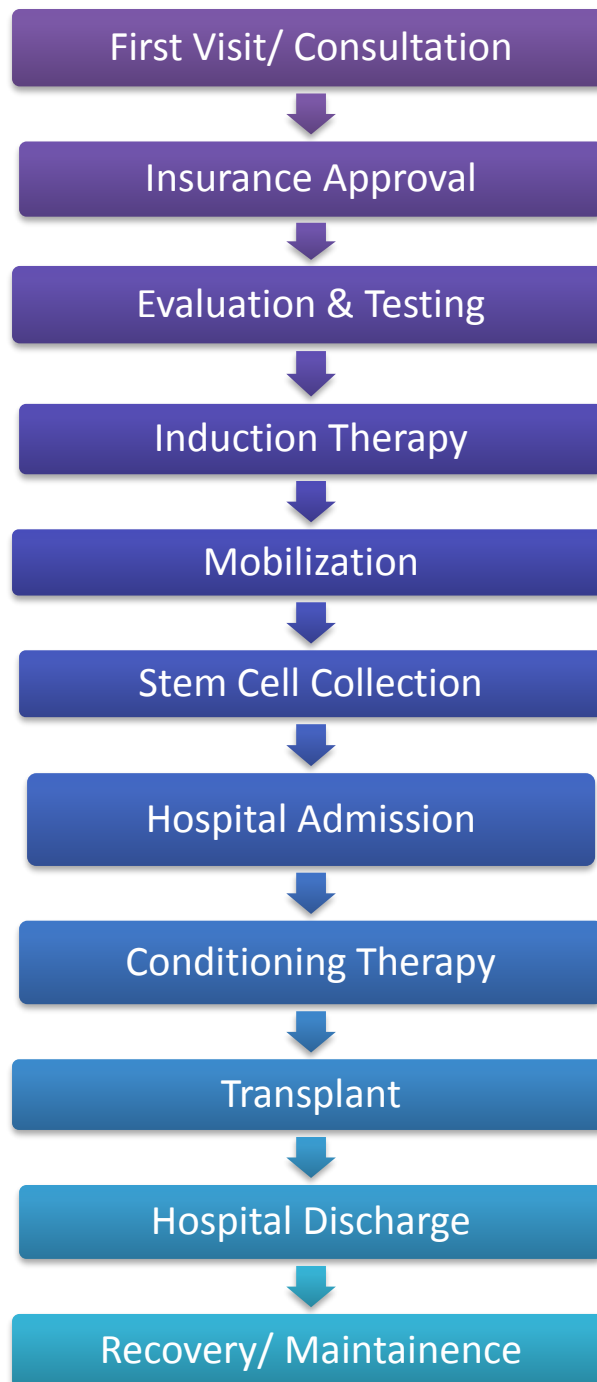 First Visit/ Consultation
Insurance Approval
Evaluation & Testing
Induction Therapy
Mobilization
Stem Cell Collection
Hospital Admission
Conditioning Therapy
Transplant
Hospital Discharge
Recovery/ Maintainence